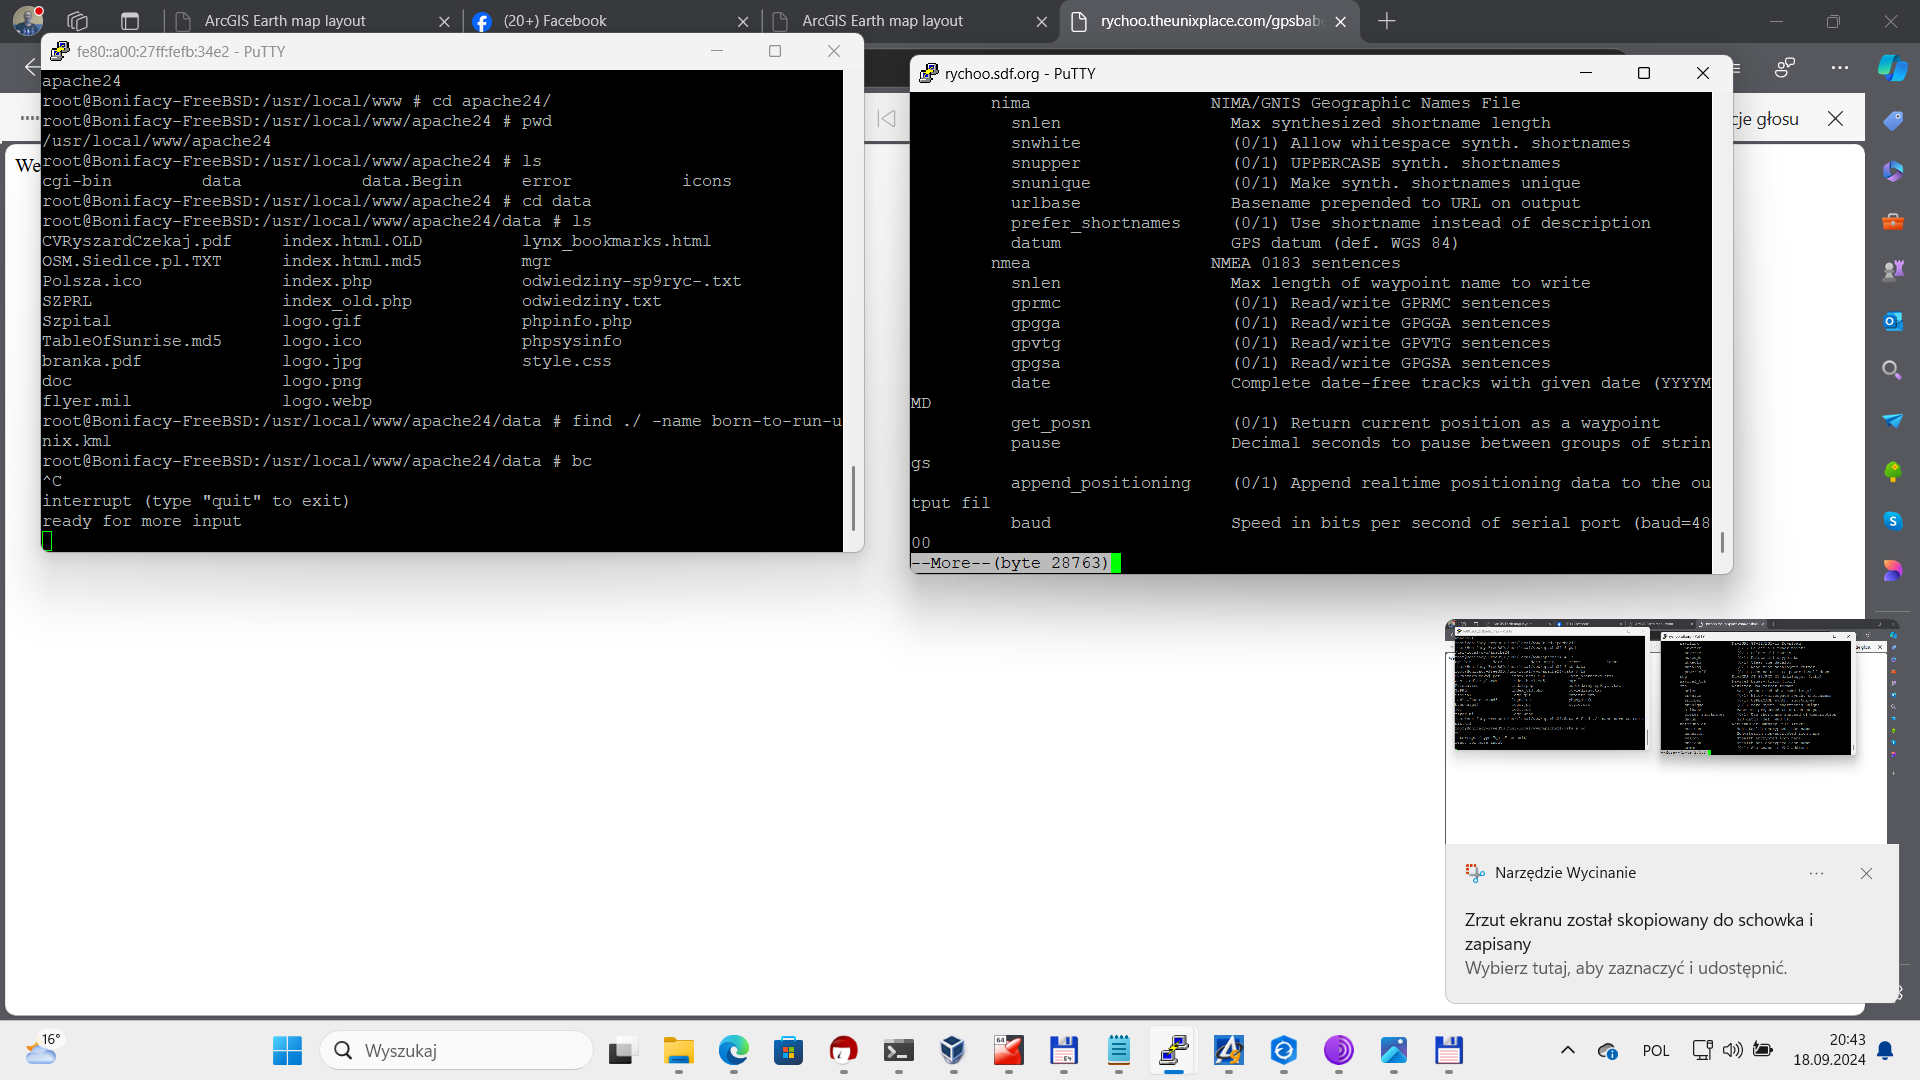 ArcGIS Earth map layout
(20+) Facebook
ArcGIS Earth map layout
rychoo.theunixplace.com/gpsbabe
fe80::a00:27ff:fefb:34e2 - PuTTY
apache24
root@Bonifacy-FreeBSD:/usr/local/www # cd apache24/
root@Bonifacy-FreeBSD:/usr/local/www/apache24 # pwd
/usr/local/www/apache24
root@Bonifacy-FreeBSD:/usr/local/www/apache24 # ls
cgi-bin data data.Begin error icons
root@Bonifacy-FreeBSD:/usr/local/www/apache24 # cd data
root@Bonifacy-FreeBSD:/usr/local/www/apache24/data # ls
CVRyszardCzekaj.pdf index.html.OLD lynx_bookmarks.html
OSM.Siedlce.pl.TXT index.html.md5 mgr
Polsza.ico index.php odwiedziny-sp9ryc-.txt
SZPRL index_old.php odwiedziny.txt
Szpital logo.gif phpinfo.php
TableOfSunrise.md5 logo.ico phpsysinfo
branka.pdf logo.jpg style.css
doc logo.png
flyer.mil logo.webp
root@Bonifacy-FreeBSD:/usr/local/www/apache24/data # find ./ -name born-to-run-u
nix.kml
root@Bonifacy-FreeBSD:/usr/local/www/apache24/data # bc
^C
interrupt (type "quit" to exit)
ready for more input
We
rychoo.sdf.org - PuTTY
nima NIMA/GNIS Geographic Names File
snlen Max synthesized shortname length
snwhite (0/1) Allow whitespace synth. shortnames
snupper (0/1) UPPERCASE synth. shortnames
snunique (0/1) Make synth. shortnames unique
urlbase Basename prepended to URL on output
prefer_shortnames (0/1) Use shortname instead of description
datum GPS datum (def. WGS 84)
nmea NMEA 0183 sentences
snlen Max length of waypoint name to write
gprmc (0/1) Read/write GPRMC sentences
gpgga (0/1) Read/write GPGGA sentences
gpvtg (0/1) Read/write GPVTG sentences
gpgsa (0/1) Read/write GPGSA sentences
date Complete date-free tracks with given date (YYYYM
MD
get_posn (0/1) Return current position as a waypoint
pause Decimal seconds to pause between groups of strin
gs
append_positioning (0/1) Append realtime positioning data to the ou
tput fil
baud Speed in bits per second of serial port (baud=48
00
--More--(byte 28763)
cje głosu
Narzędzie Wycinanie
Zrzut ekranu został skopiowany do schowka i
zapisany
Wybierz tutaj, aby zaznaczyć i udostępnić.
16°
Wyszukaj
POL
20:43
18.09.2024